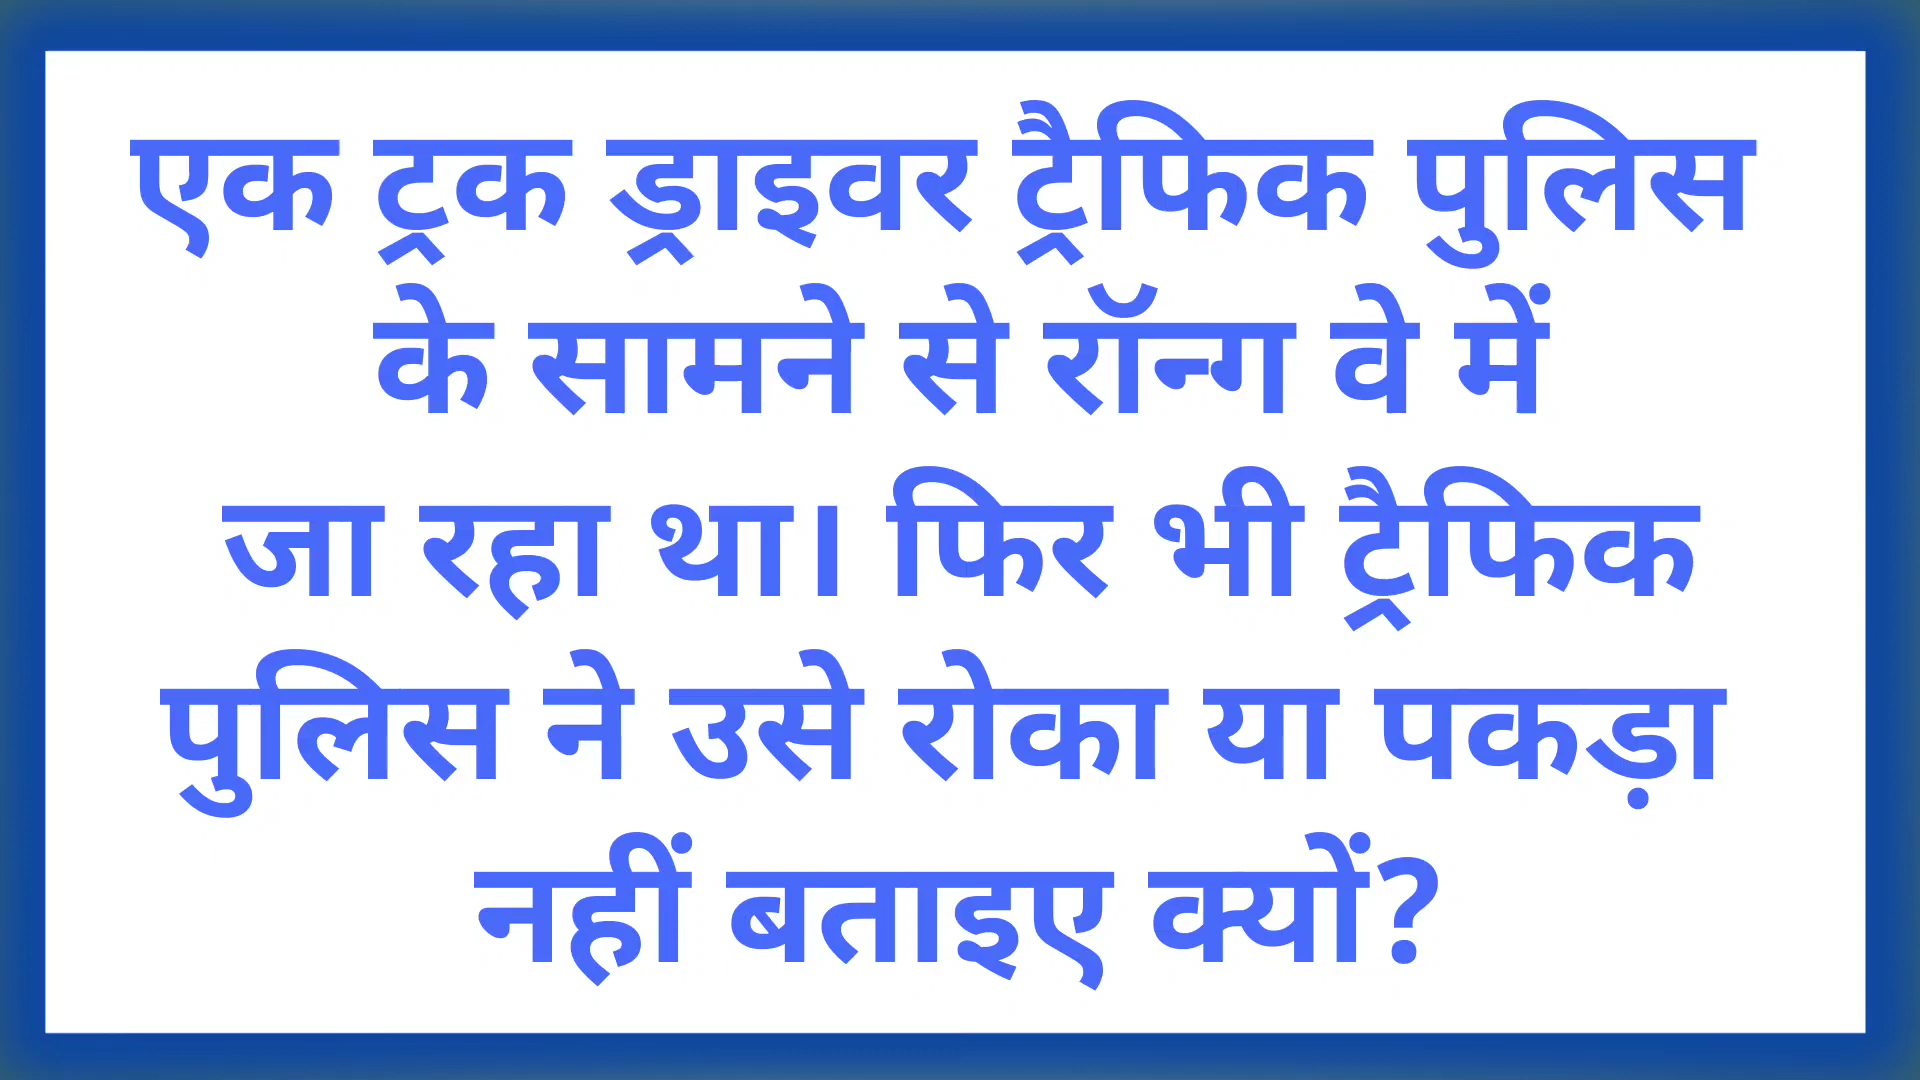 एक ट्रक ड्राइवर ट्रैफिक पुलिस
के सामने से रॉन्ग वे में
जा रहा था। फिर भी ट्रैफिक
पुलिस ने उसे रोका या पकड़ा
नहीं बताइए क्यों?